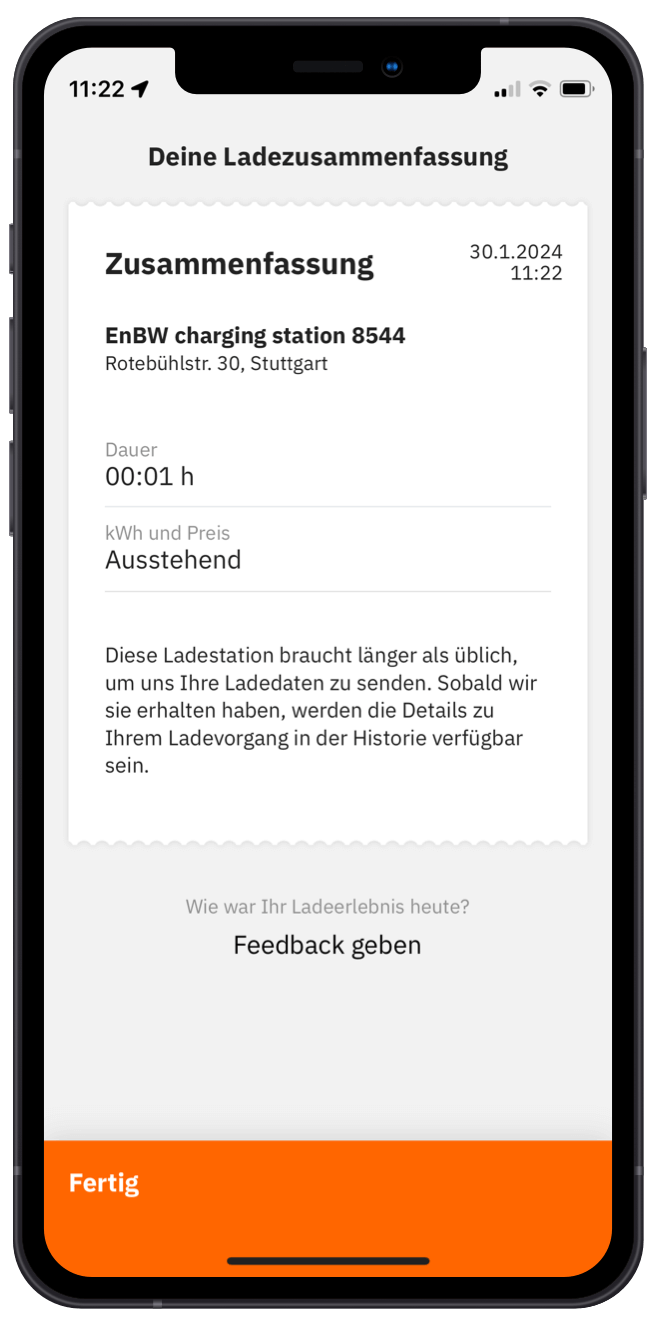 11:22
Deine Ladezusammenfassung
Zusammenfassung
30.1.2024
11:22
EnBW charging station 8544
Rotebühlstr. 30, Stuttgart
Dauer
00:01 h
kWh und Preis
Ausstehend
Diese Ladestation braucht länger als üblich,
um uns Ihre Ladedaten zu senden. Sobald wir
sie erhalten haben, werden die Details zu
Ihrem Ladevorgang in der Historie verfügbar
sein.
Wie war Ihr Ladeerlebnis heute?
Feedback geben
Fertig